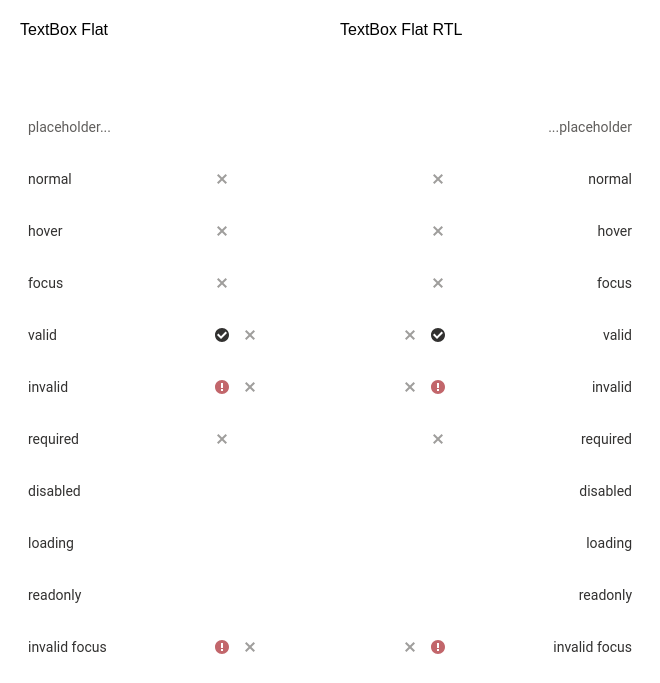 TextBox Flat TextBox Flat RTL
placeholder... ...placeholder
normal normal
hover hover
focus focus
valid valid
invalid invalid
required required
disabled disabled
loading loading
readonly readonly
invalid focus invalid focus